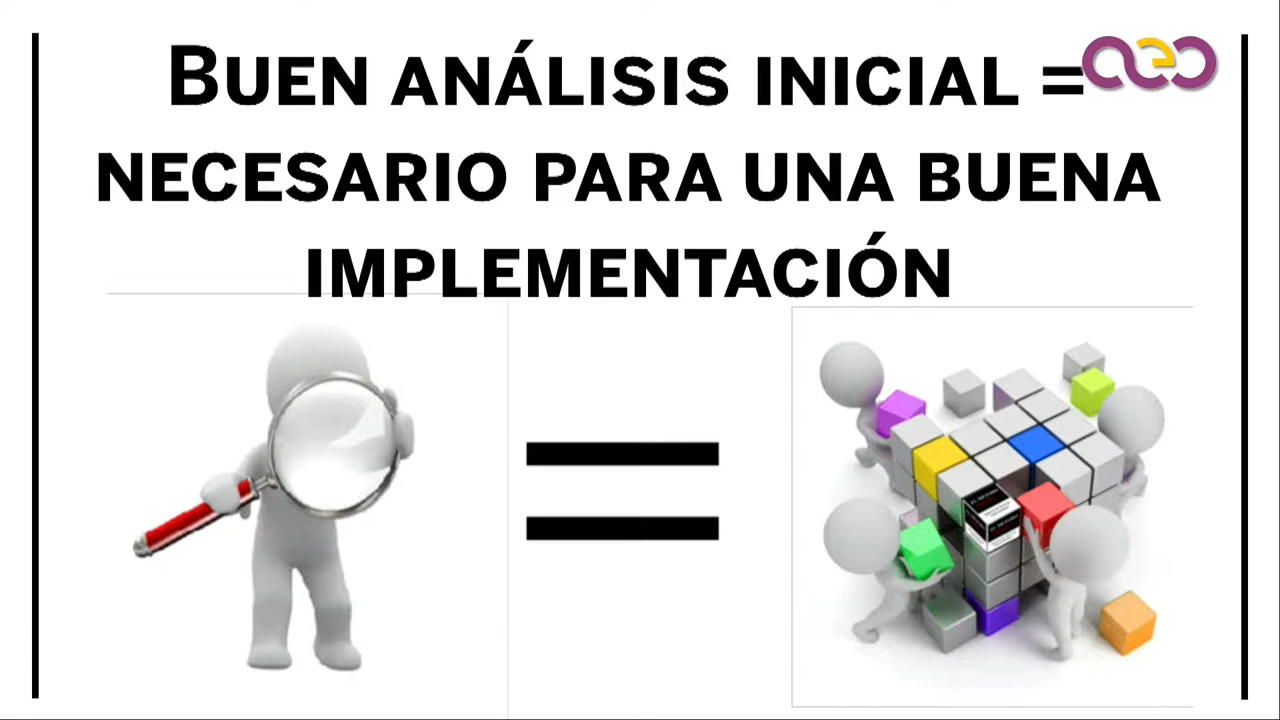 Buen análisis inicial =
necesario para una buena
implementación